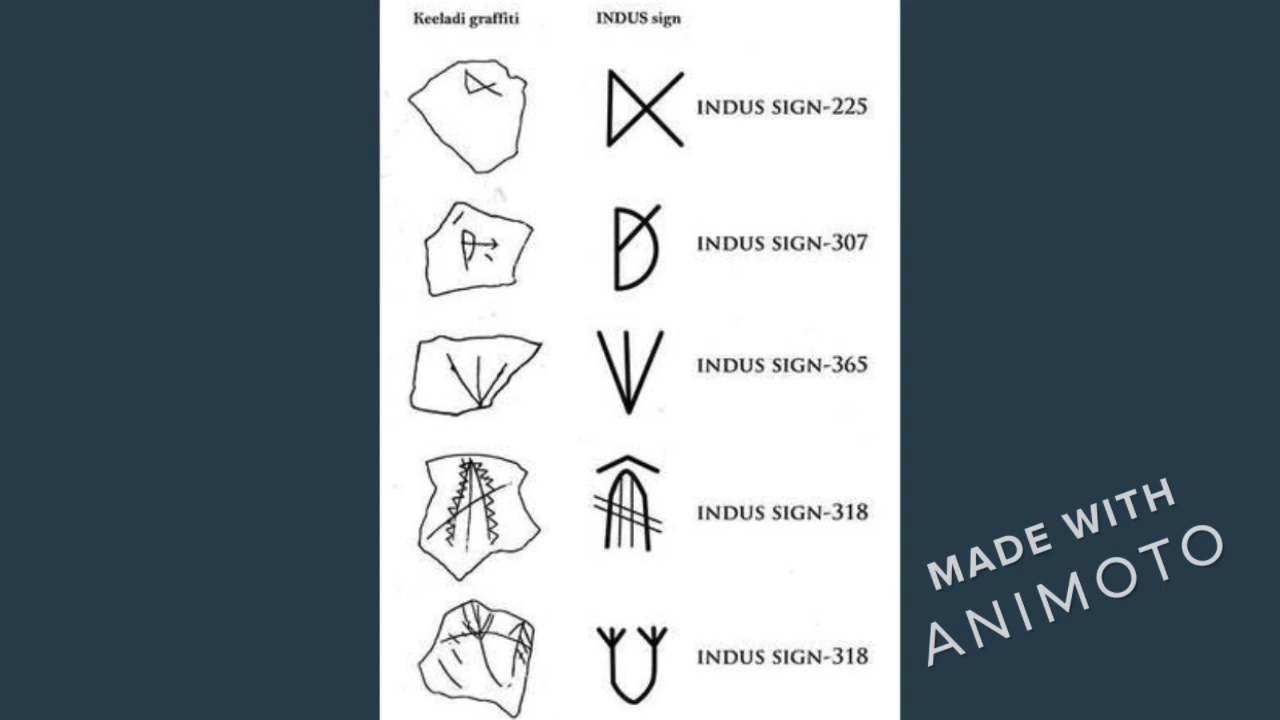 Keeladi graffiti INDUS sign
INDUS SIGN-225
INDUS SIGN-307
INDUS SIGN-365
INDUS SIGN-318
INDUS SIGN-318
MADE WITH
ANIMOTO